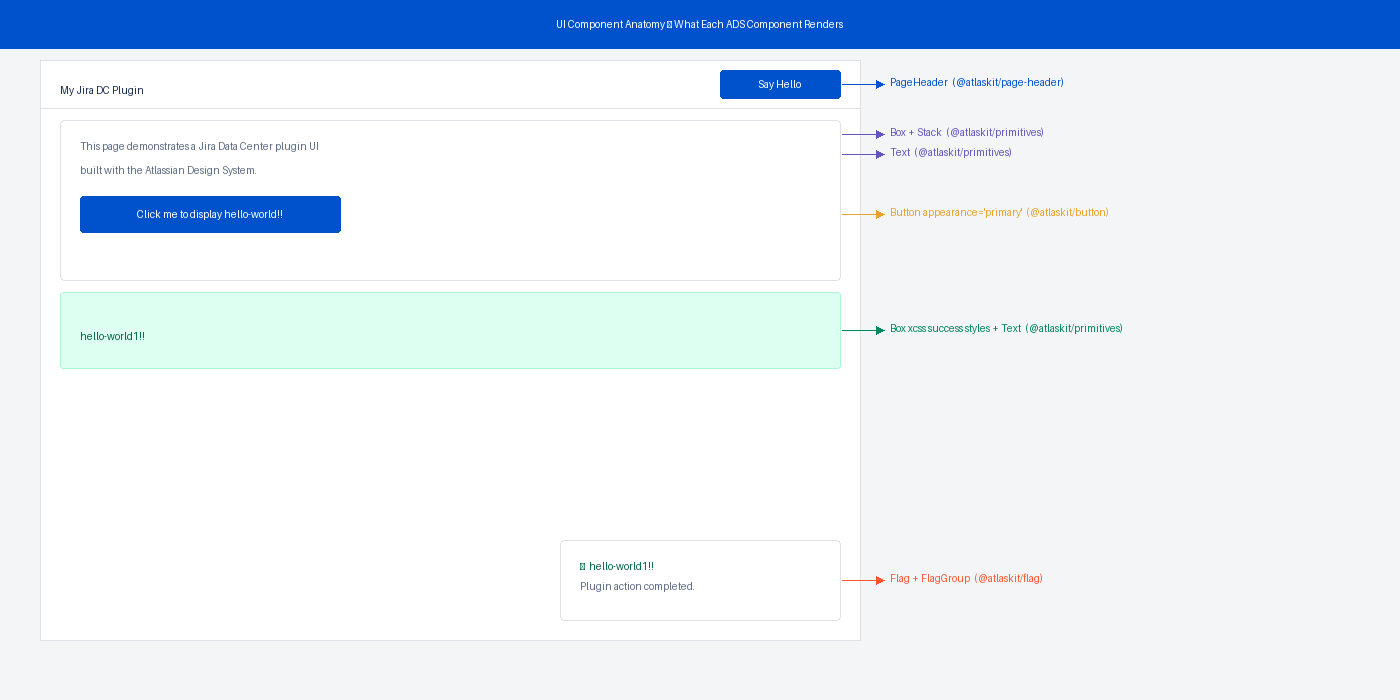 UI Component Anatomy ▯ What Each ADS Component Renders
My Jira DC Plugin
Say Hello
PageHeader (@atlaskit/page-header)
Box + Stack (@atlaskit/primitives)
This page demonstrates a Jira Data Center plugin UI
Text (@atlaskit/primitives)
built with the Atlassian Design System.
Click me to display hello-world!!
Button appearance='primary' (@atlaskit/button)
hello-world1!!
Box xcss success styles + Text (@atlaskit/primitives)
▯ hello-world1!!
Plugin action completed.
Flag + FlagGroup (@atlaskit/flag)